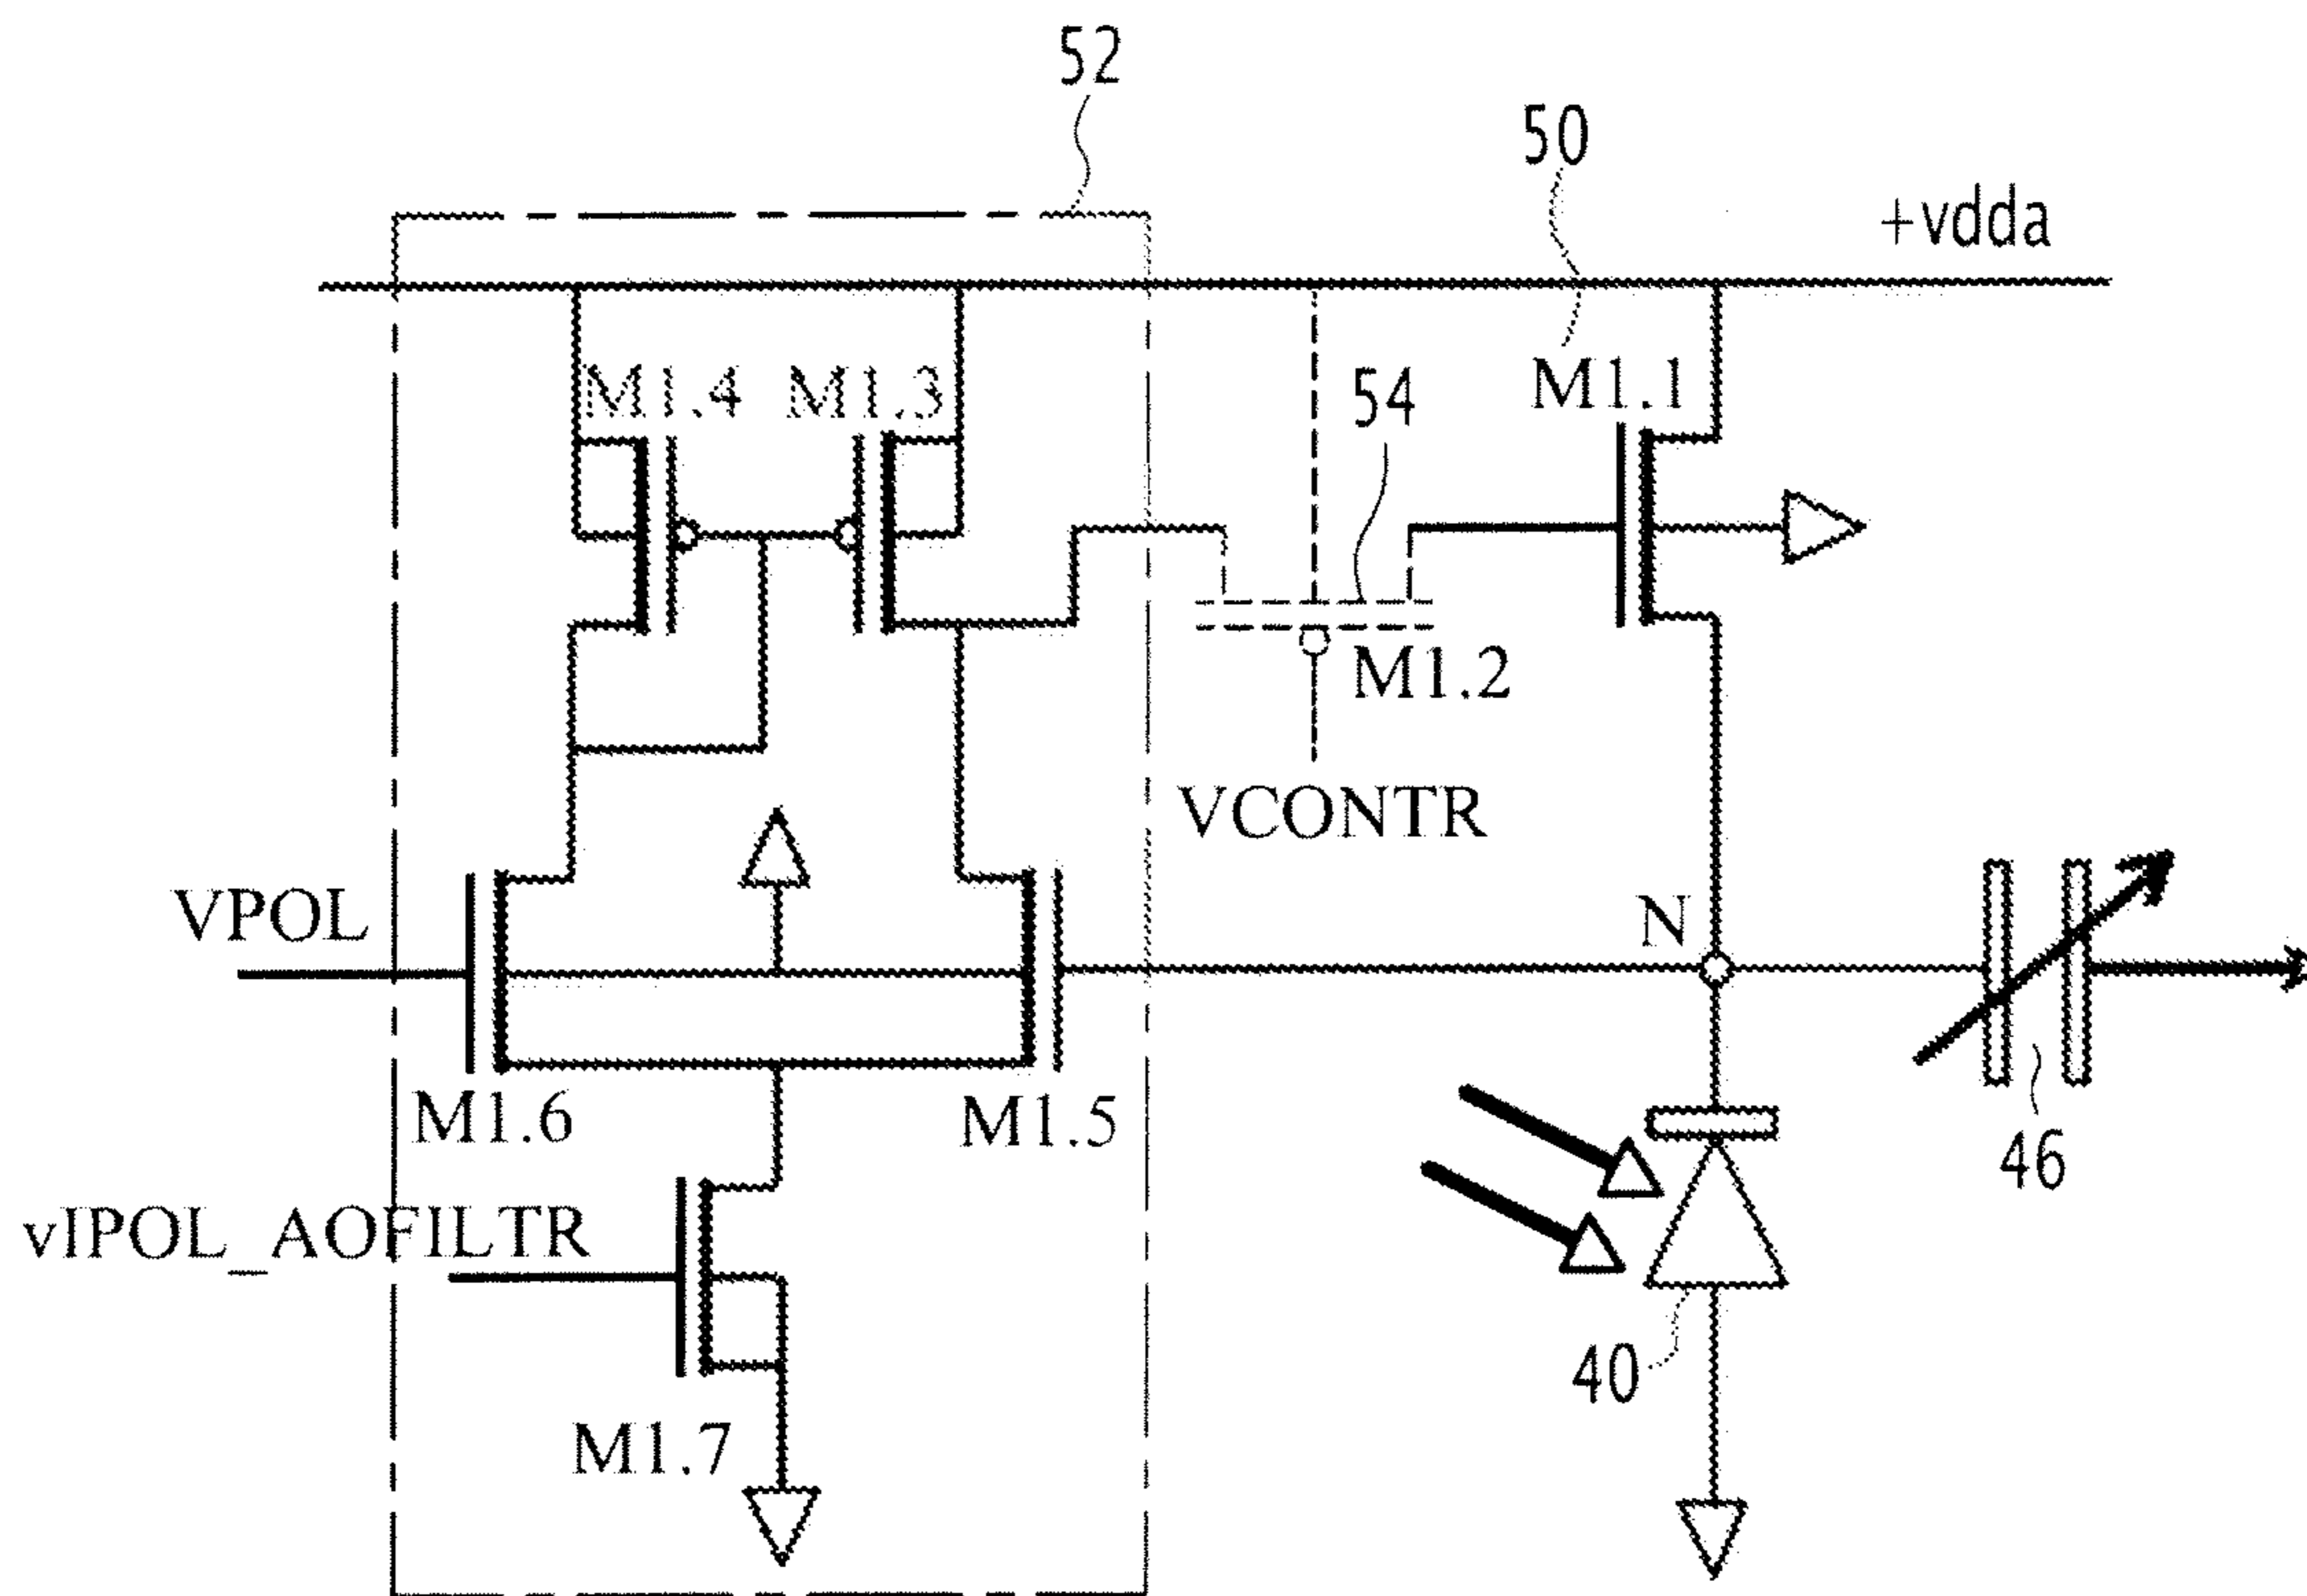 52
50
+vdda
M1.4
M1.3
54
M1.1
M1.2
VCONTR
VPOL
N
M1.6
M1.5
46
vIPOL_AOFILTR
40
M1.7